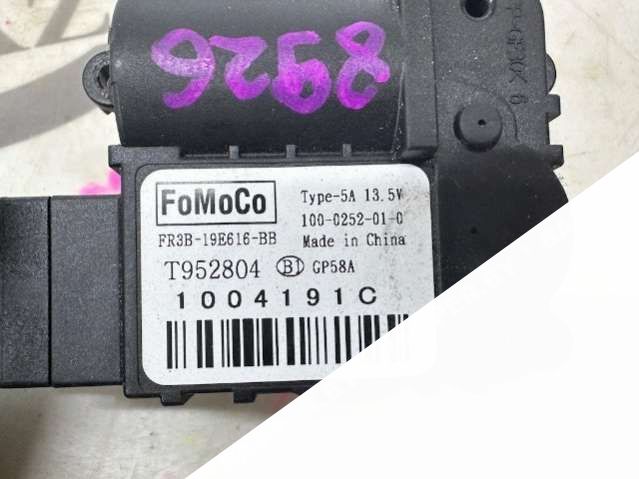 8926
FoMoCo
Type-5A 13.5V
100-0252-01-0
FR3B-19E616-BB
Made in China
T952804 B1 GP58A
1004191C